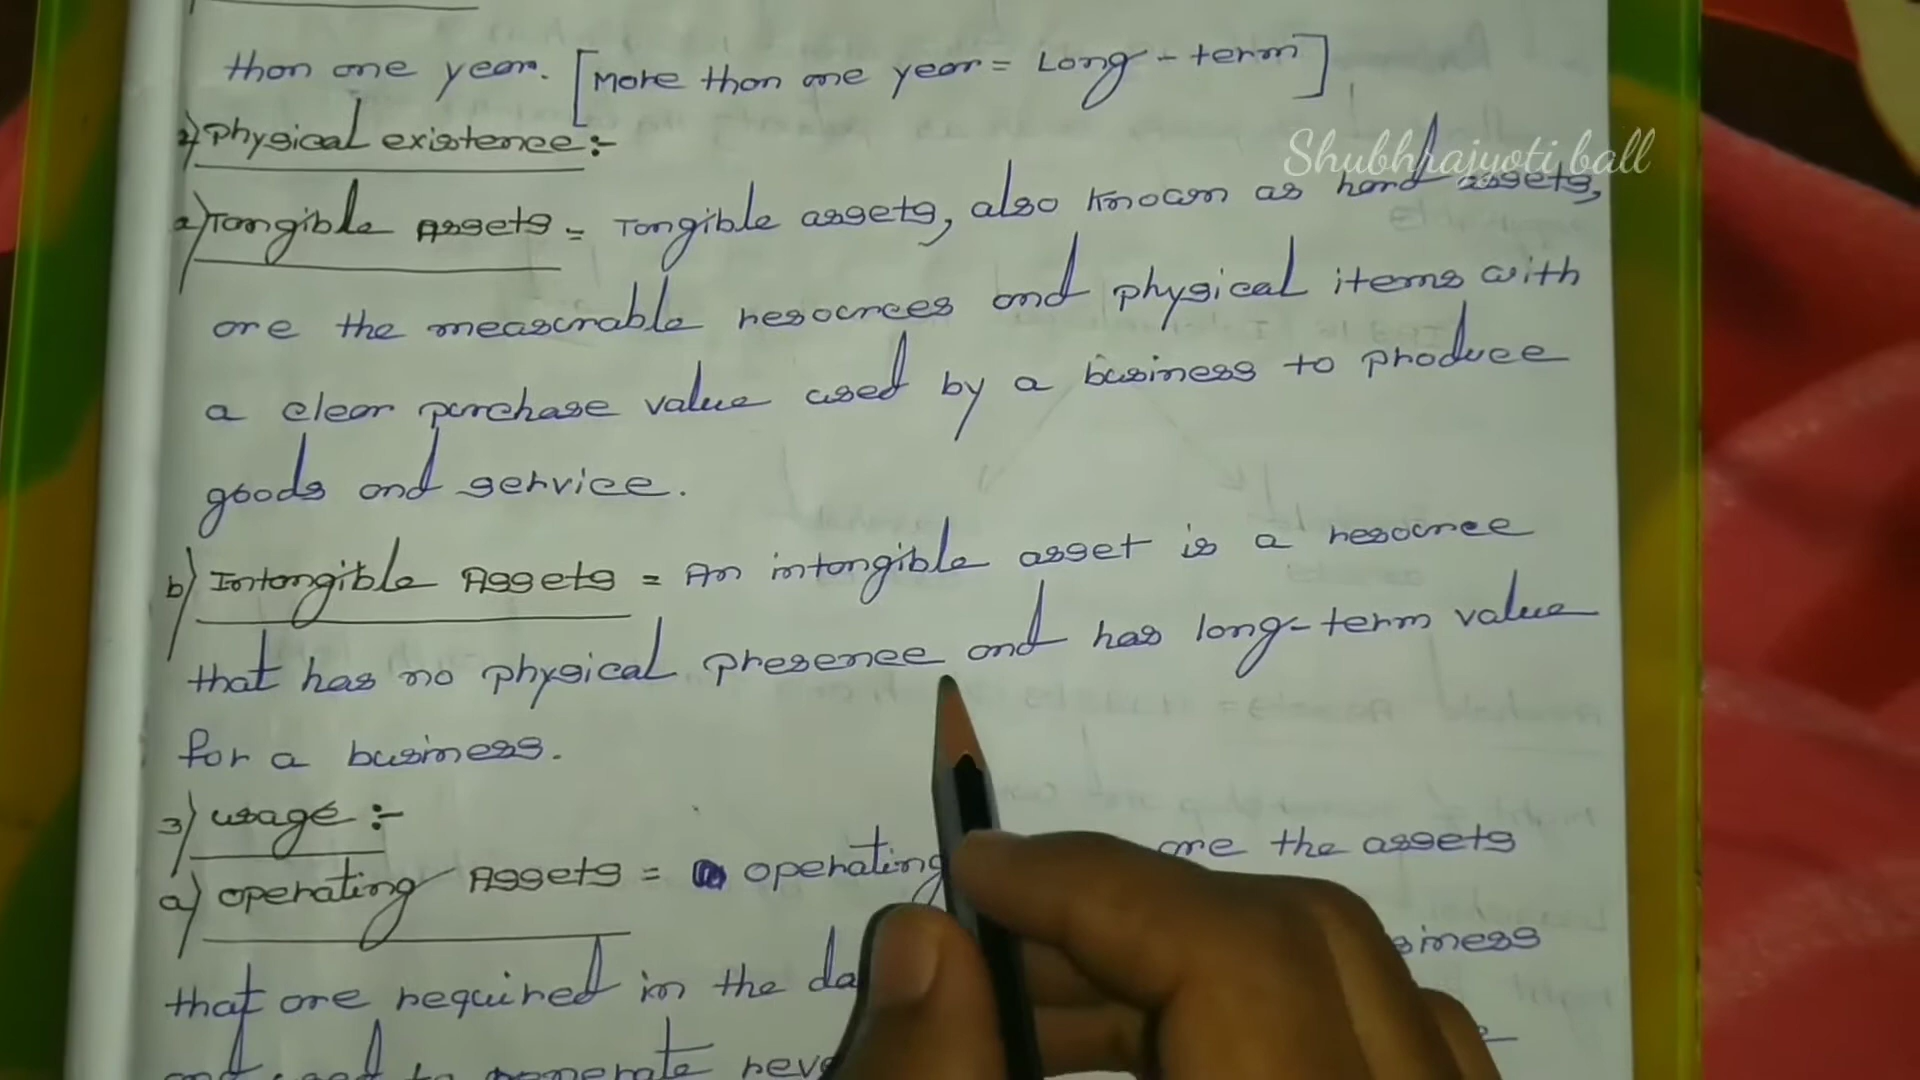 than one year. [More than one year = Long-term]
2) Physical existence:-
Shubhrajyoti ball
a) Tangible Assets = Tangible assets, also known as hard assets,
are the measurable resources and physical items with
a clear purchase value used by a business to produce
goods and service.
b) Intangible Assets = An intangible asset is a resource
that has no physical presence and has long-term value
for a business.
3) usage:-
a) operating Assets = operating are the assets
that are required in the